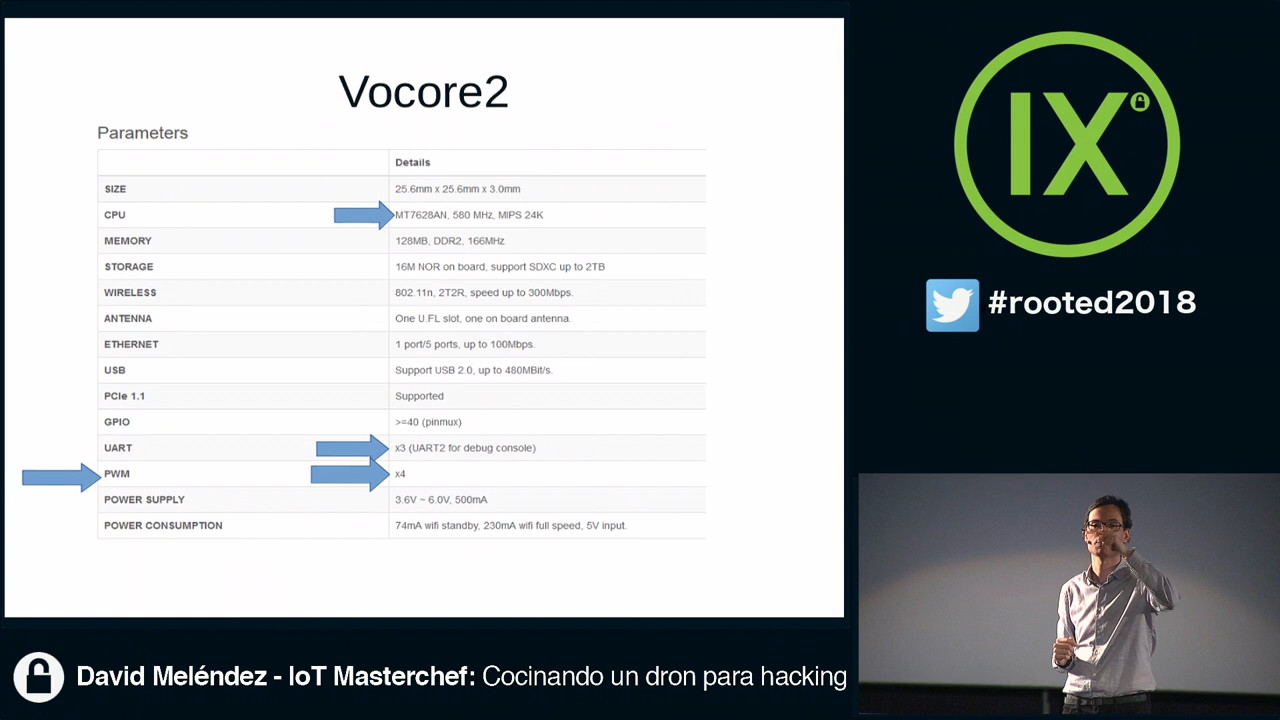 Vocore2
Parameters
Details
SIZE 25.6mm x 25.6mm x 3.0mm
CPU MT7628AN, 580 MHz, MIPS 24K
MEMORY 128MB, DDR2, 166MHz
STORAGE 16M NOR on board, support SDXC up to 2TB
WIRELESS 802.11n, 2T2R, speed up to 300Mbps.
ANTENNA One U.FL slot, one on board antenna.
ETHERNET 1 port/5 ports, up to 100Mbps.
USB Support USB 2.0, up to 480MBit/s.
PCIe 1.1 Supported
GPIO >=40 (pinmux)
UART x3 (UART2 for debug console)
PWM x4
POWER SUPPLY 3.6V ~ 6.0V, 500mA
POWER CONSUMPTION 74mA wifi standby, 230mA wifi full speed, 5V input.
IX
#rooted2018
David Meléndez - IoT Masterchef: Cocinando un dron para hacking